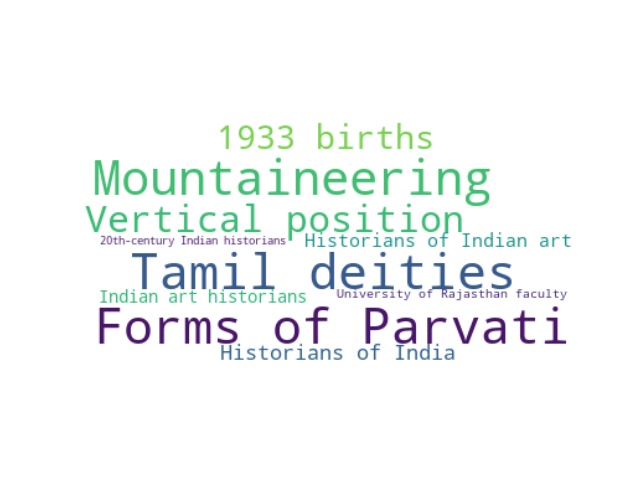 1933 births
Mountaineering
Vertical position
20th-century Indian historians
Historians of Indian art
Tamil deities
Indian art historians
University of Rajasthan faculty
Forms of Parvati
Historians of India